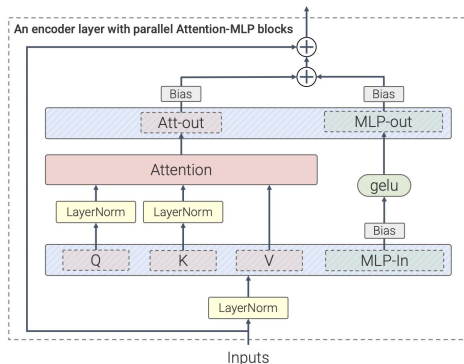 An encoder layer with parallel Attention-MLP blocks
Bias
Bias
Att-out
MLP-out
Attention
gelu
LayerNorm
LayerNorm
Bias
Q
K
V
MLP-In
LayerNorm
Inputs